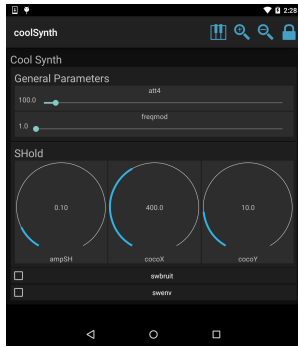 2:28
coolSynth
Cool Synth
General Parameters
att4
100.0
freqmod
1.0
SHold
0.10 400.0 10.0
ampSH cocoX cocoY
swbruit
swenv